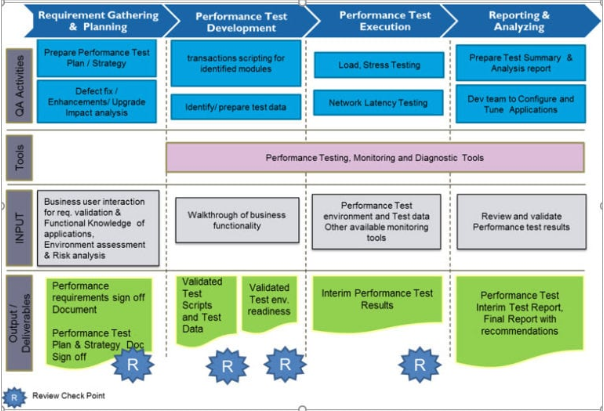 Requirement Gathering
& Planning
Performance Test
Development
Performance Test
Execution
Reporting &
Analyzing
QA Activities
Prepare Performance Test
Plan / Strategy
Defect fix /
Enhancements/ Upgrade
Impact analysis
transactions scripting for
identified modules
Identify/ prepare test data
Load, Stress Testing
Network Latency Testing
Prepare Test Summary &
Analysis report
Dev team to Configure and
Tune Applications
Tools
Performance Testing, Monitoring and Diagnostic Tools
INPUT
Business user interaction
for req. validation &
Functional Knowledge of
applications,
Environment assessment
& Risk analysis
Walkthrough of business
functionality
Performance Test
environment and Test data
Other available monitoring
tools
Review and validate
Performance test results
Output /
Deliverables
Performance
requirements sign off
Document
Performance Test
Plan & Strategy Doc
Sign off
R
Validated
Test
Scripts
and Test
Data
R
Validated
Test env.
readiness
R
Interim Performance Test
Results
R
Performance Test
Interim Test Report,
Final Report with
recommendations
R
Review Check Point